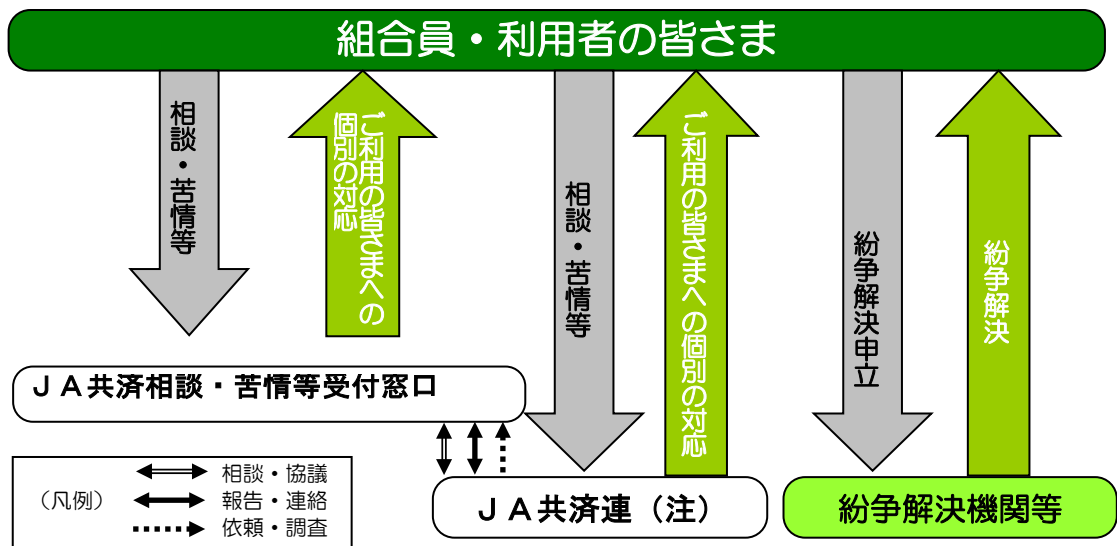 組合員・利用者の皆さま
相談・苦情等
ご利用の皆さまへの
個別の対応
相談・苦情等
ご利用の皆さまへの個別の対応
紛争解決申立
紛争解決
ＪＡ共済相談・苦情等受付窓口
ＪＡ共済連（注）
紛争解決機関等
（凡例）
相談・協議
報告・連絡
依頼・調査